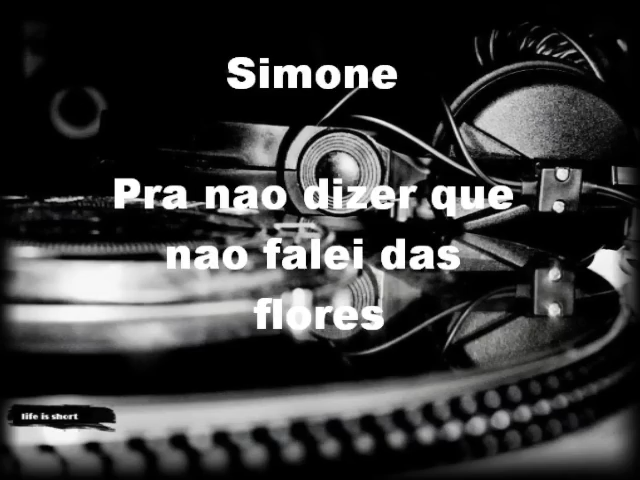 Simone
Pra nao dizer que
nao falei das
flores
life is short